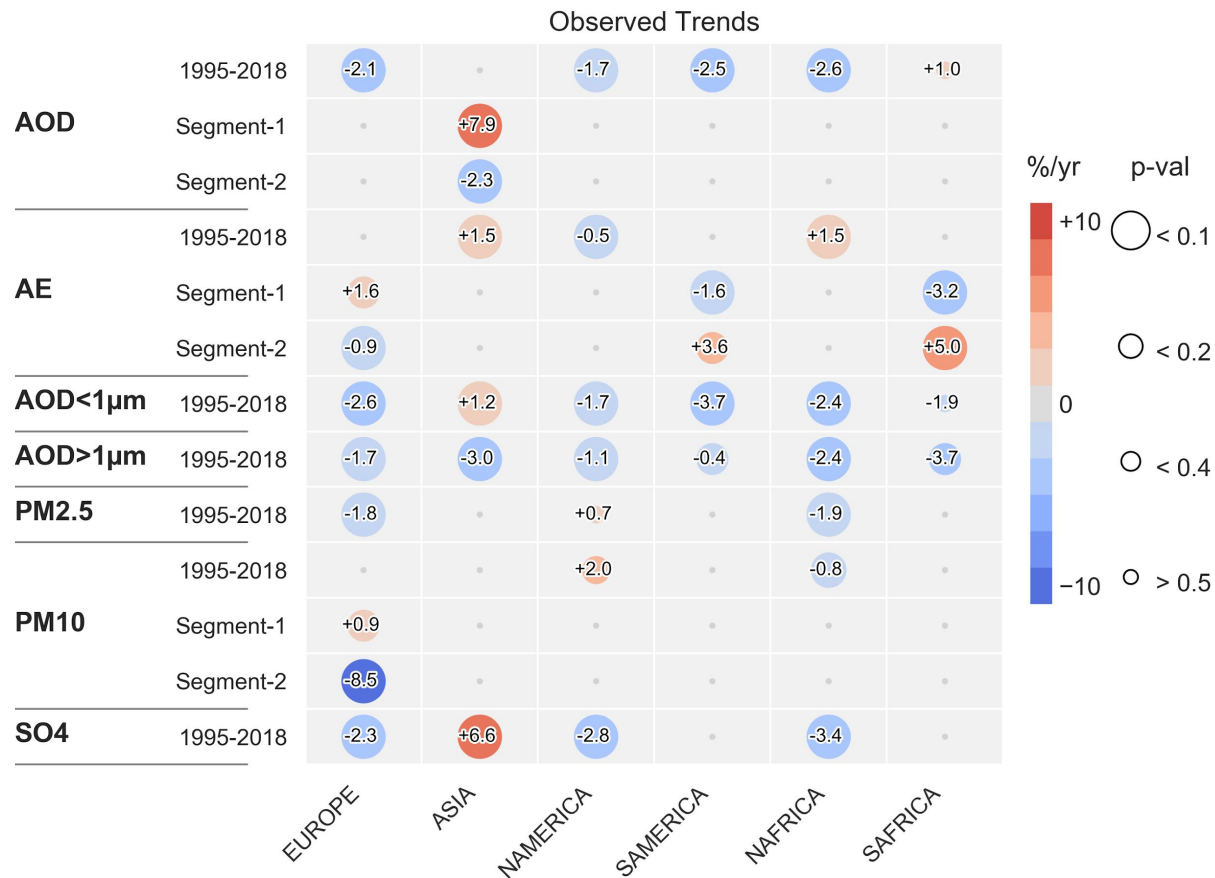 Observed Trends
AOD
1995-2018 -2.1 -1.7 -2.5 -2.6 +1.0
Segment-1 +7.9
Segment-2 -2.3
AE
1995-2018 +1.5 -0.5 +1.5
Segment-1 +1.6 -1.6 -3.2
Segment-2 -0.9 +3.6 +5.0
AOD<1µm 1995-2018 -2.6 +1.2 -1.7 -3.7 -2.4 -1.9
AOD>1µm 1995-2018 -1.7 -3.0 -1.1 -0.4 -2.4 -3.7
PM2.5 1995-2018 -1.8 +0.7 -1.9
PM10
1995-2018 +2.0 -0.8
Segment-1 +0.9
Segment-2 -8.5
SO4 1995-2018 -2.3 +6.6 -2.8 -3.4
EUROPE ASIA NAMERICA SAMERICA NAFRICA SAFRICA
%/yr p-val
+10
0
−10
< 0.1
< 0.2
< 0.4
> 0.5